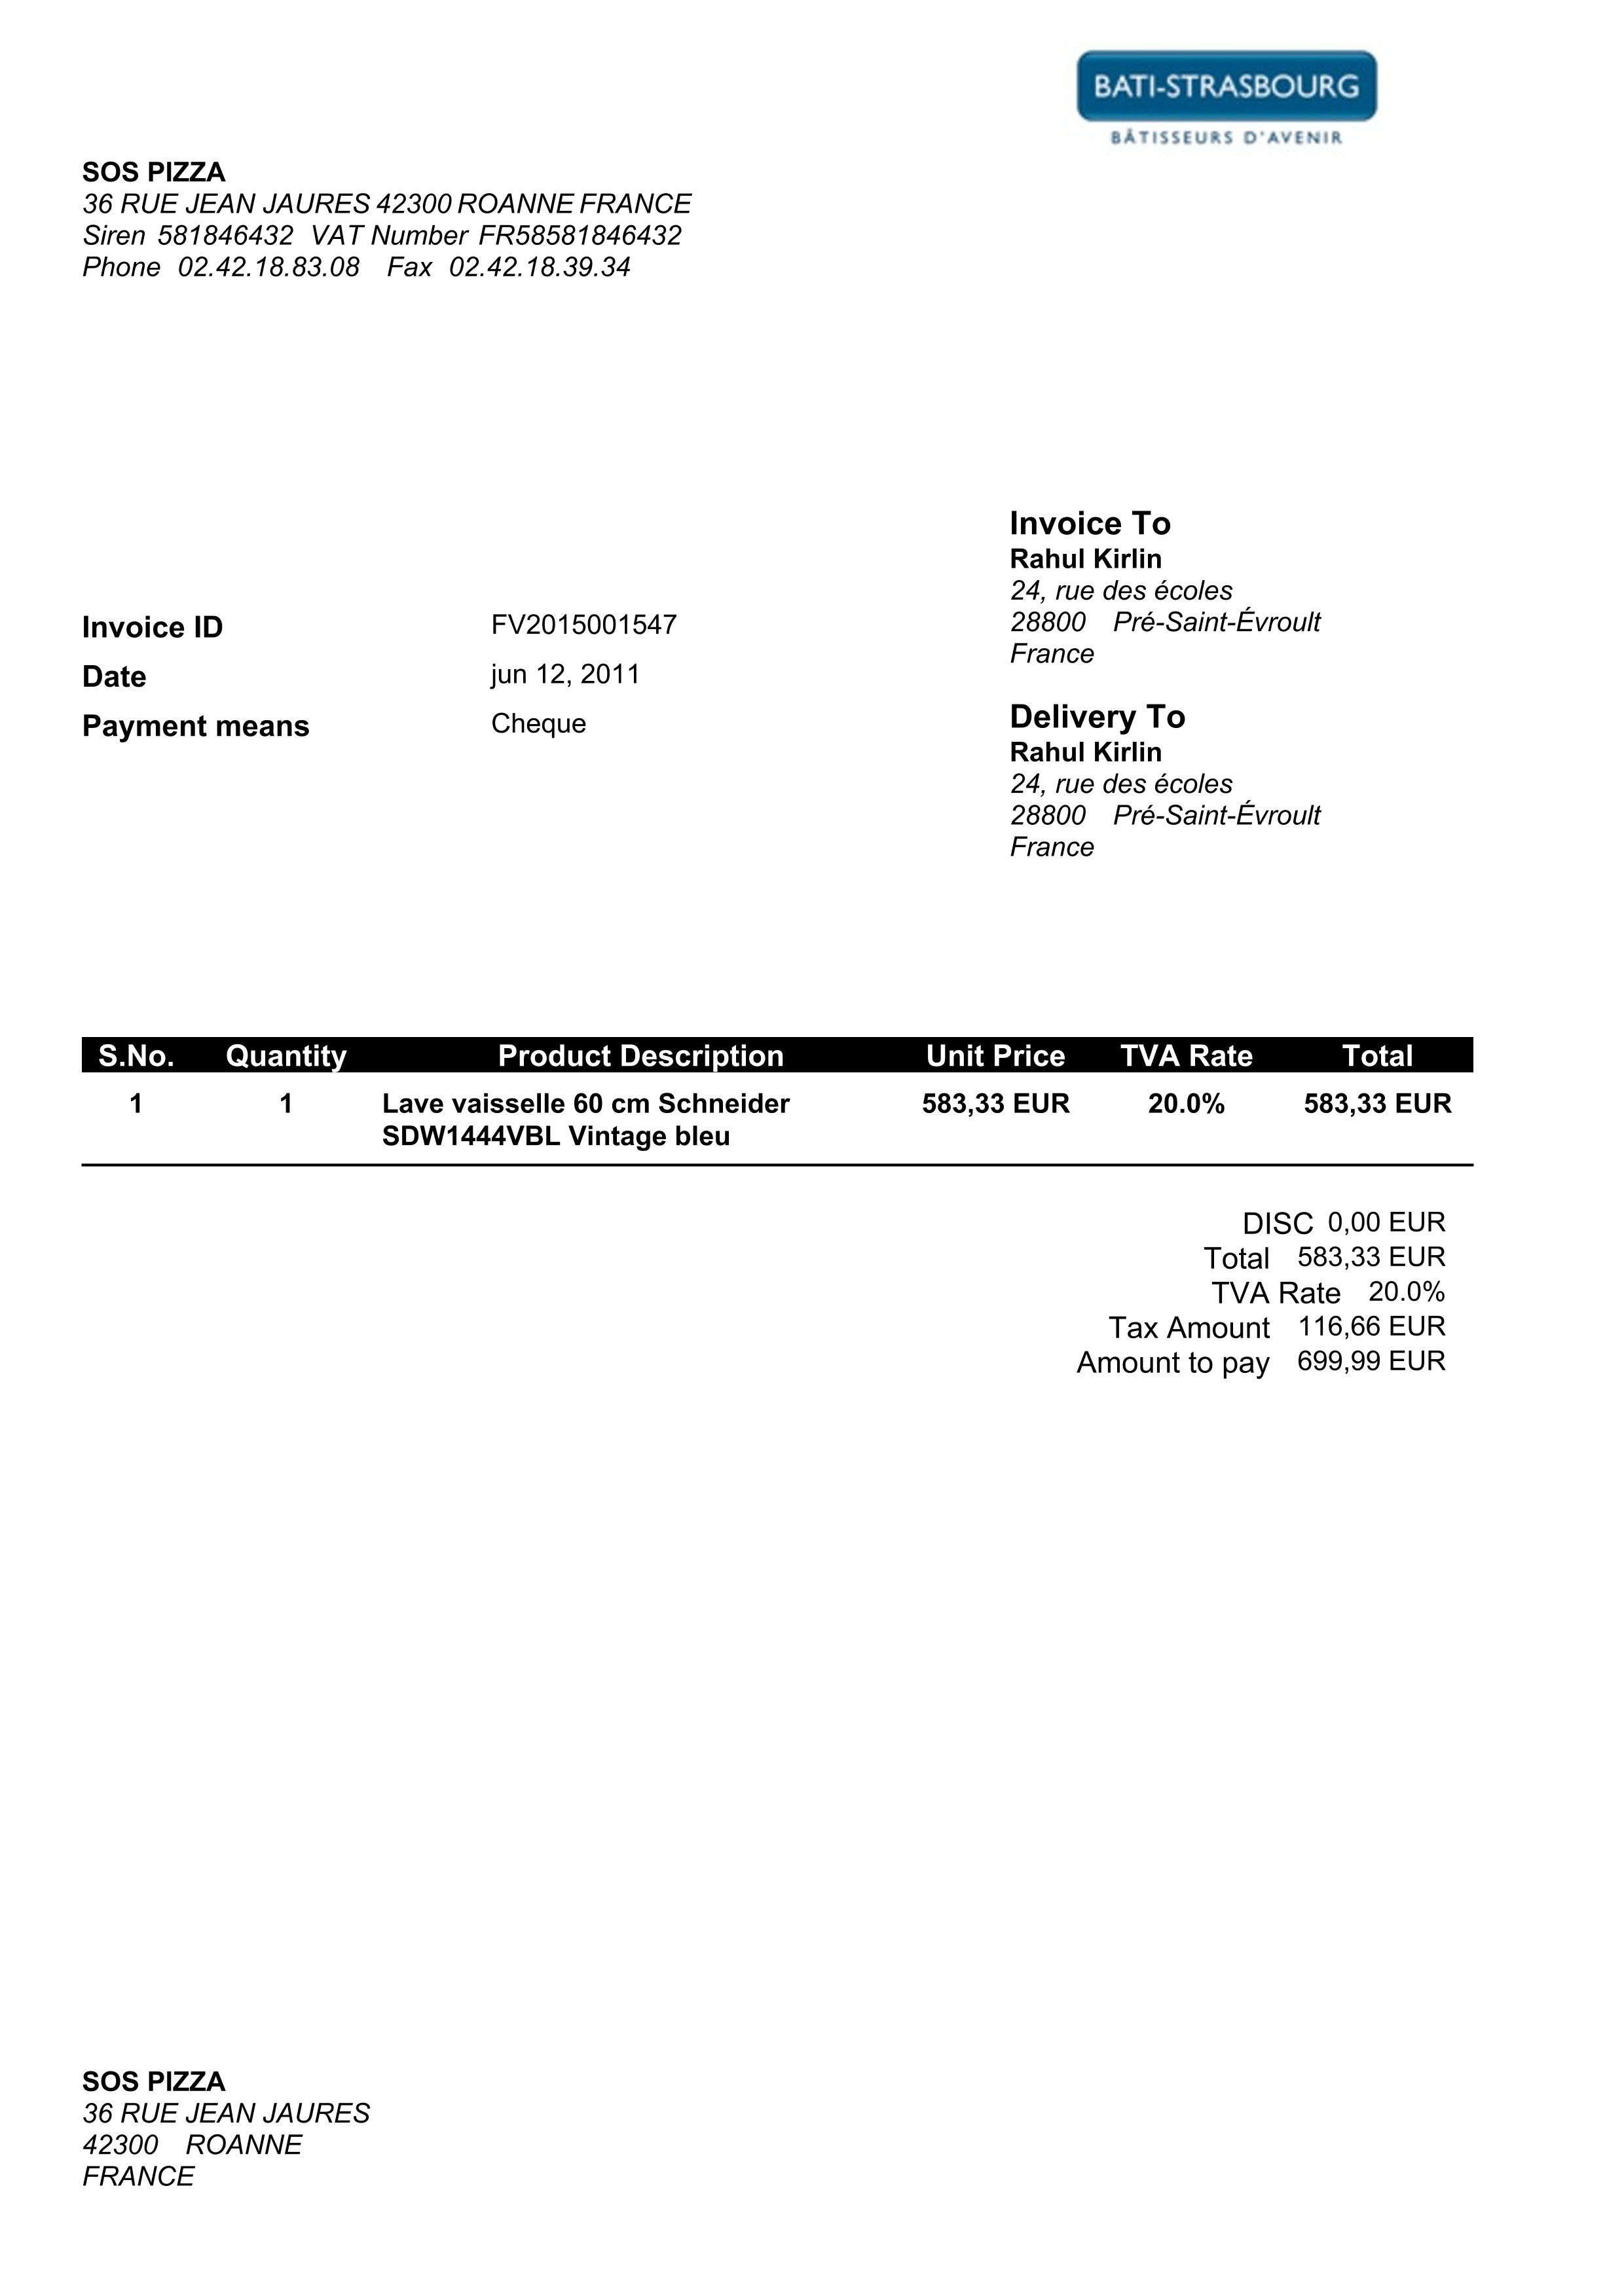 BATI-STRASBOURG
BÂTISSEURS D'AVENIR
SOS PIZZA
36 RUE JEAN JAURES 42300 ROANNE FRANCE
Siren 581846432 VAT Number FR58581846432
Phone 02.42.18.83.08 Fax 02.42.18.39.34
Invoice To
Rahul Kirlin
24, rue des écoles
28800 Pré-Saint-Évroult
France
Invoice ID FV2015001547
Date jun 12, 2011
Payment means Cheque
Delivery To
Rahul Kirlin
24, rue des écoles
28800 Pré-Saint-Évroult
France
S.No. Quantity Product Description Unit Price TVA Rate Total
1 1 Lave vaisselle 60 cm Schneider 583,33 EUR 20.0% 583,33 EUR
SDW1444VBL Vintage bleu
DISC 0,00 EUR
Total 583,33 EUR
TVA Rate 20.0%
Tax Amount 116,66 EUR
Amount to pay 699,99 EUR
SOS PIZZA
36 RUE JEAN JAURES
42300 ROANNE
FRANCE